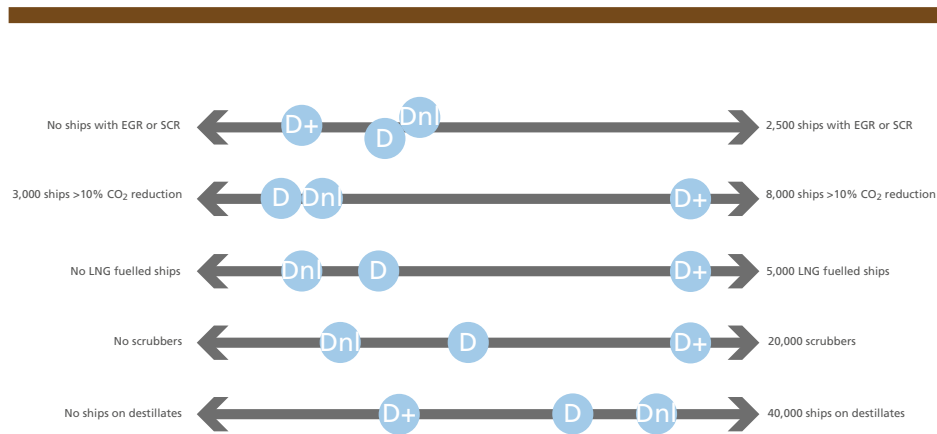 No ships with EGR or SCR D+ D Dnl 2,500 ships with EGR or SCR
3,000 ships >10% CO₂ reduction D Dnl D+ 8,000 ships >10% CO₂ reduction
No LNG fuelled ships Dnl D D+ 5,000 LNG fuelled ships
No scrubbers Dnl D D+ 20,000 scrubbers
No ships on destillates D+ D Dnl 40,000 ships on destillates